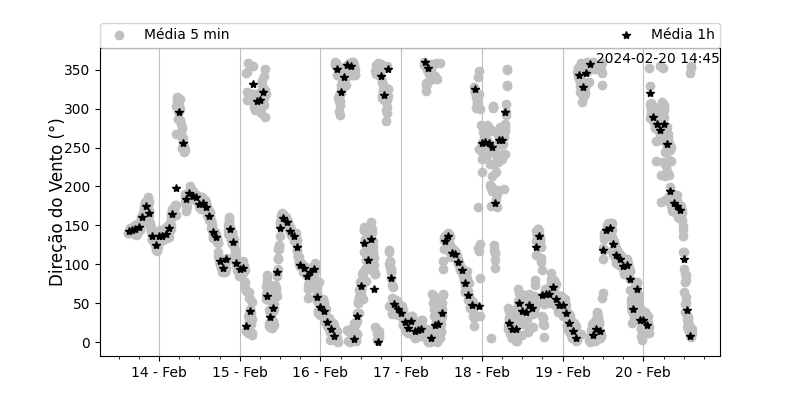 Média 5 min
Média 1h
2024-02-20 14:45
Direção do Vento (°)
350
300
250
200
150
100
50
0
14 - Feb
15 - Feb
16 - Feb
17 - Feb
18 - Feb
19 - Feb
20 - Feb